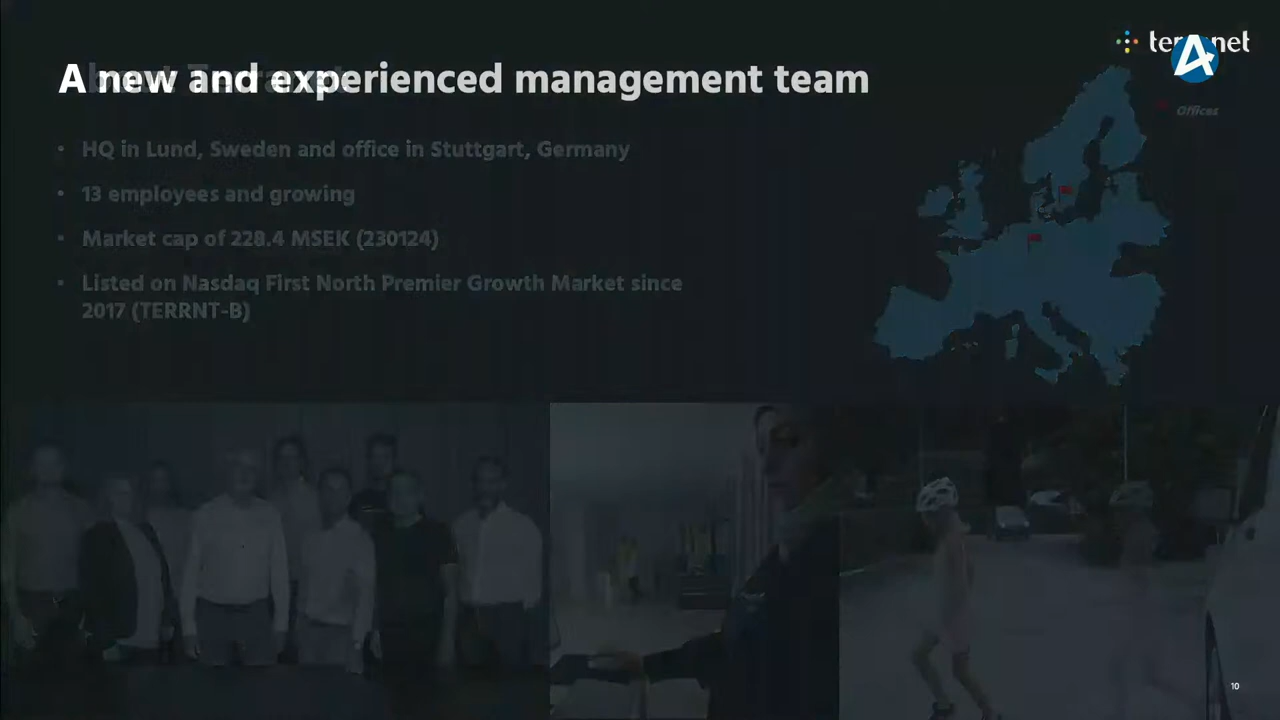 A new and experienced management team
Offices
• HQ in Lund, Sweden and office in Stuttgart, Germany
• 13 employees and growing
• Market cap of 228.4 MSEK (230124)
• Listed on Nasdaq First North Premier Growth Market since
2017 (TERRNT-B)
10